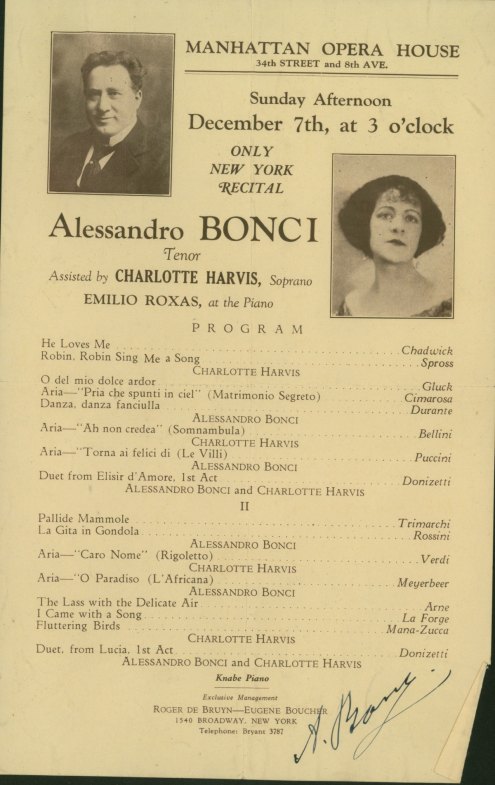 MANHATTAN OPERA HOUSE
34th STREET and 8th AVE.
Sunday Afternoon
December 7th, at 3 o'clock
ONLY
NEW YORK
RECITAL
Alessandro BONCI
Tenor
Assisted by CHARLOTTE HARVIS, Soprano
EMILIO ROXAS, at the Piano
PROGRAM
He Loves Me ........ Chadwick
Robin, Robin Sing Me a Song ........ Spross
CHARLOTTE HARVIS
O del mio dolce ardor ........ Gluck
Aria—"Pria che spunti in ciel" (Matrimonio Segreto) ........ Cimarosa
Danza, danza fanciulla ........ Durante
ALESSANDRO BONCI
Aria—"Ah non credea" (Somnambula) ........ Bellini
CHARLOTTE HARVIS
Aria—"Torna ai felici di (Le Villi) ........ Puccini
ALESSANDRO BONCI
Duet from Elisir d'Amore, 1st Act ........ Donizetti
ALESSANDRO BONCI and CHARLOTTE HARVIS
II
Pallide Mammole ........ Trimarchi
La Gita in Gondola ........ Rossini
ALESSANDRO BONCI
Aria—"Caro Nome" (Rigoletto) ........ Verdi
CHARLOTTE HARVIS
Aria—"O Paradiso (L'Africana) ........ Meyerbeer
ALESSANDRO BONCI
The Lass with the Delicate Air ........ Arne
I Came with a Song ........ La Forge
Fluttering Birds ........ Mana-Zucca
CHARLOTTE HARVIS
Duet, from Lucia, 1st Act ........ Donizetti
ALESSANDRO BONCI and CHARLOTTE HARVIS
Knabe Piano
Exclusive Management
ROGER DE BRUYN—EUGENE BOUCHER
1540 BROADWAY, NEW YORK
Telephone: Bryant 3787
A. Bonci